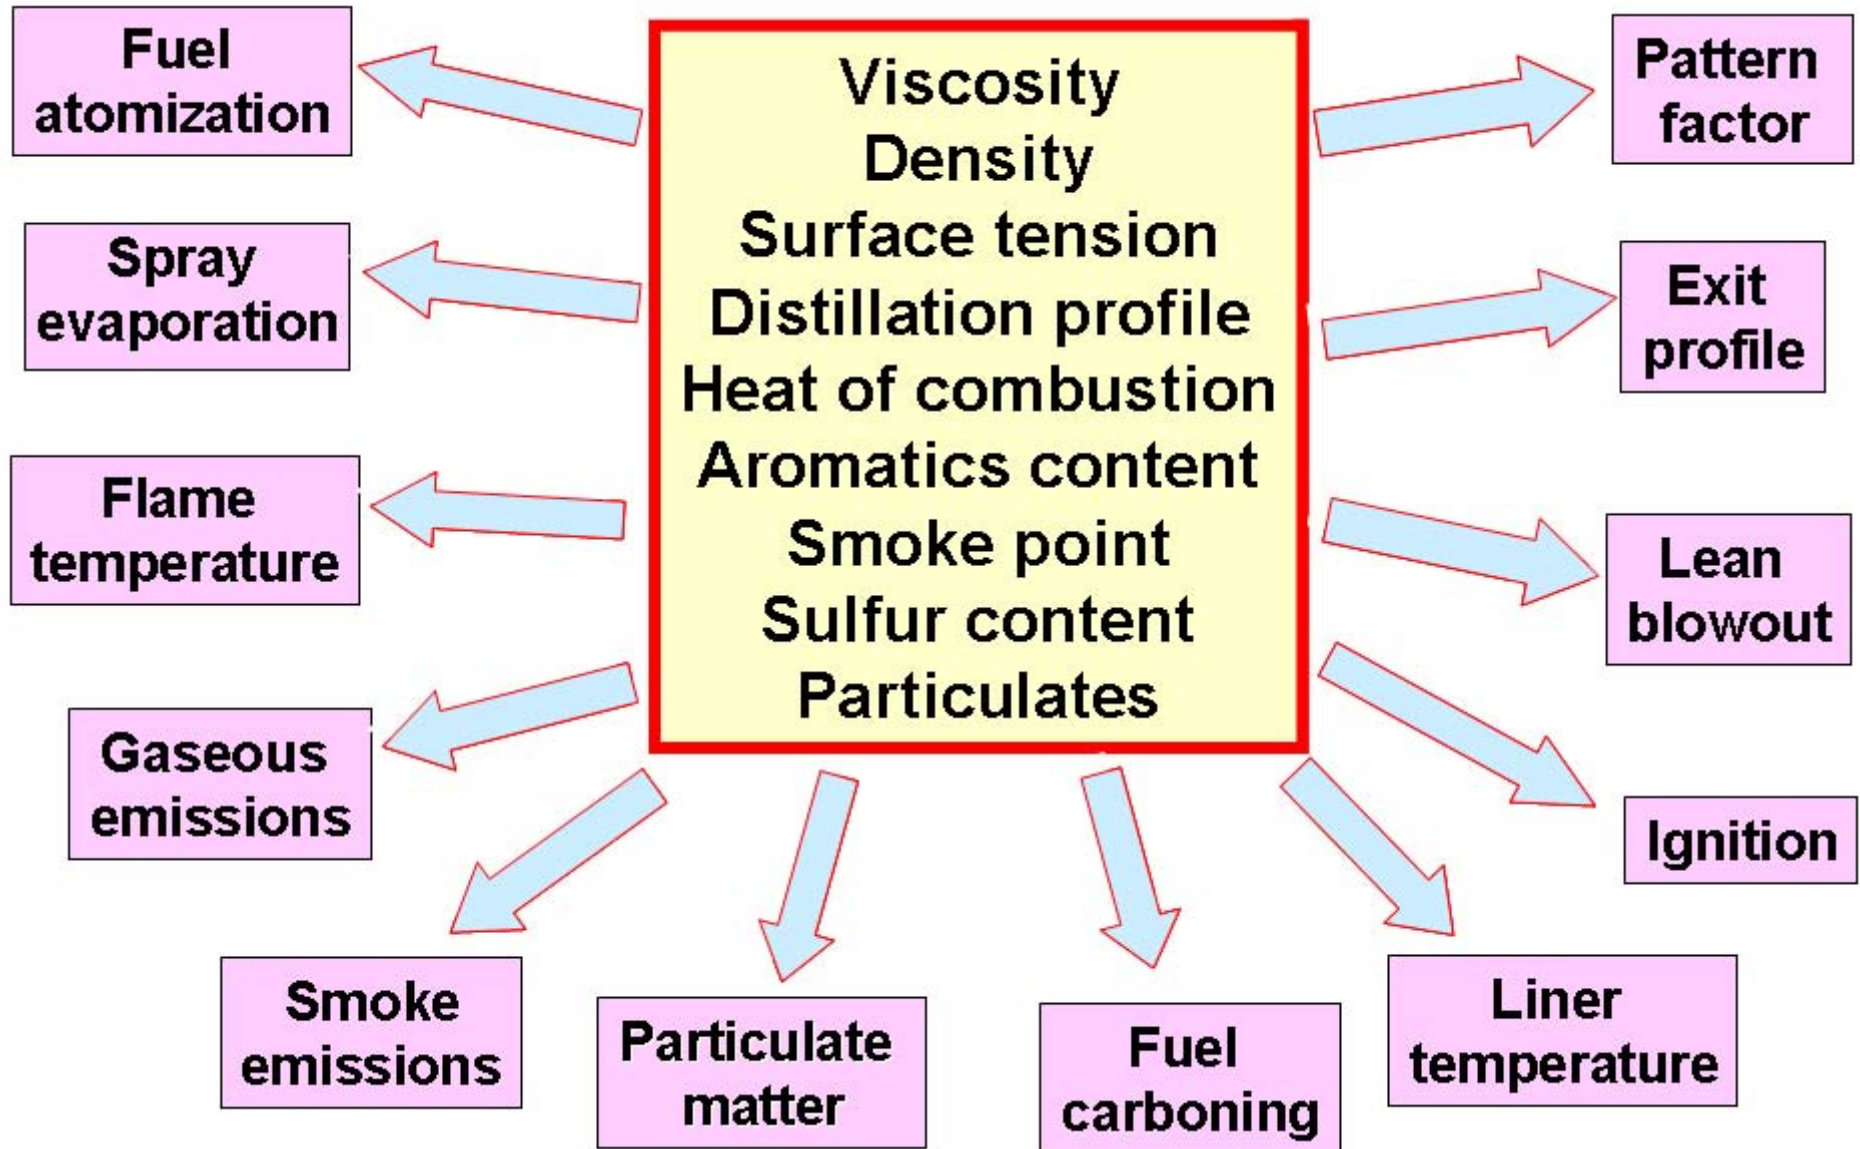 Fuel
atomization
Spray
evaporation
Flame
temperature
Gaseous
emissions
Smoke
emissions
Particulate
matter
Viscosity
Density
Surface tension
Distillation profile
Heat of combustion
Aromatics content
Smoke point
Sulfur content
Particulates
Fuel
carboning
Liner
temperature
Pattern
factor
Exit
profile
Lean
blowout
Ignition